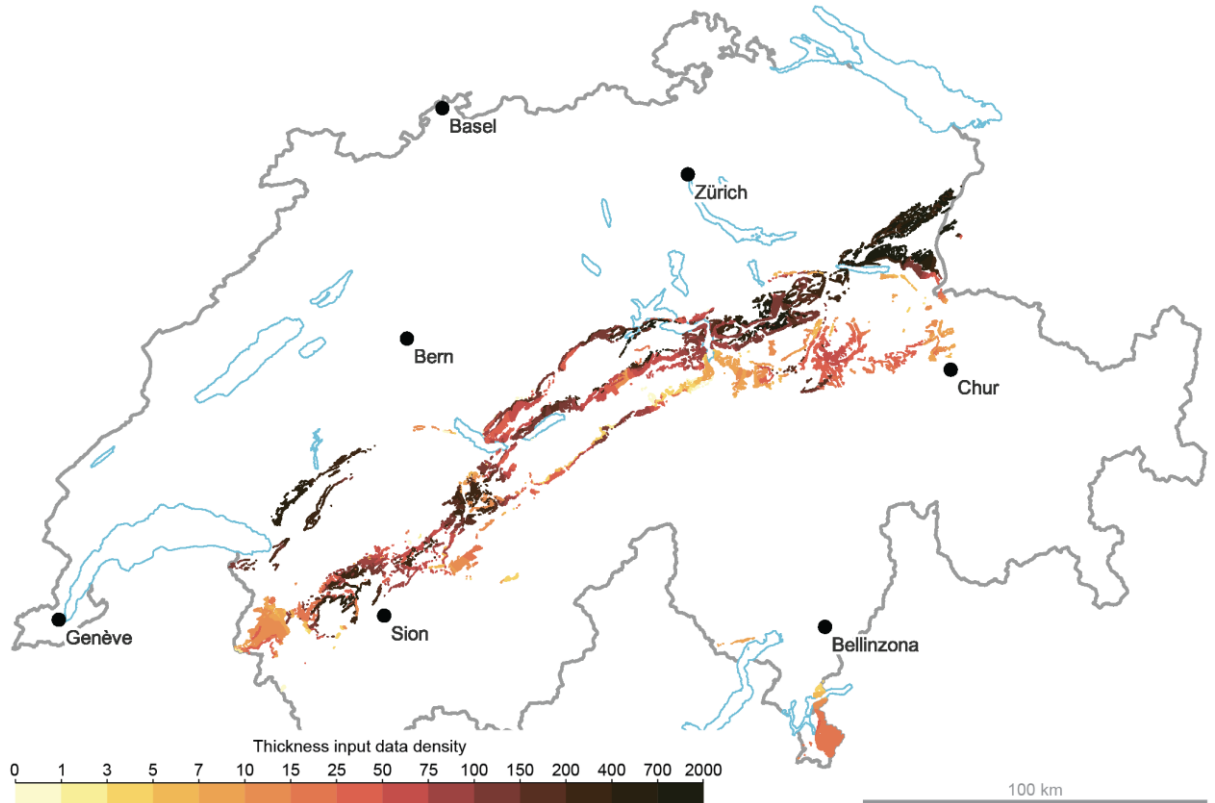 Basel
Zürich
Bern
Chur
Genève
Sion
Bellinzona
Thickness input data density
0 1 3 5 7 10 15 25 50 75 100 150 200 400 700 2000
100 km